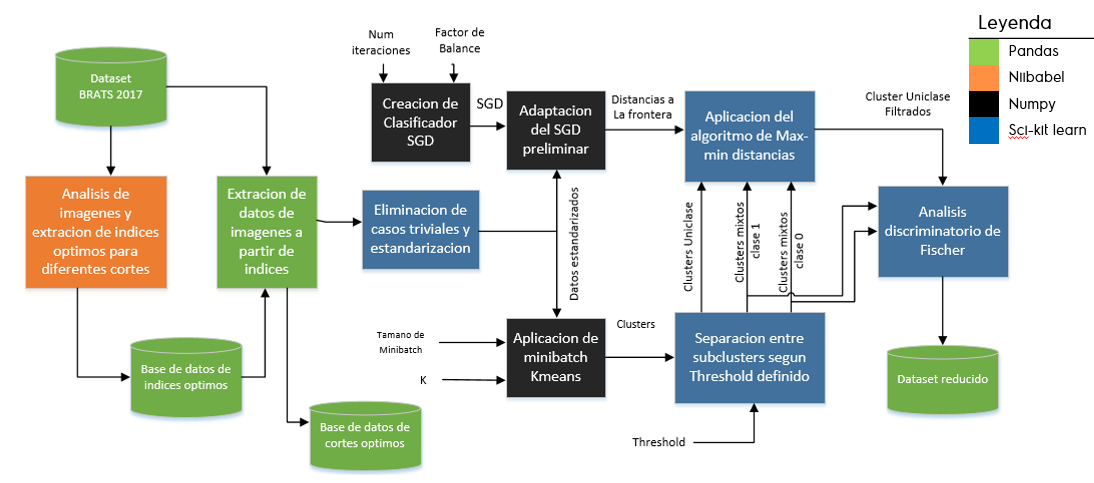 Leyenda
Pandas
Niibabel
Numpy
Sci-kit learn
Dataset
BRATS 2017
Num
iteraciones
Factor de
Balance
Creacion de
Clasificador
SGD
SGD
Adaptacion
del SGD
preliminar
Distancias a
La frontera
Aplicacion del
algoritmo de Max-
min distancias
Cluster Uniclase
Filtrados
Analisis de
imagenes y
extracion de indices
optimos para
diferentes cortes
Extracion de
datos de
imagenes a
partir de
indices
Eliminacion de
casos triviales y
estandarizacion
Datos estandarizados
Clusters Uniclase
Clusters mixtos
clase 1
Clusters mixtos
clase 0
Analisis
discriminatorio de
Fischer
Tamano de
Minibatch
K
Aplicacion de
minibatch
Kmeans
Clusters
Separacion entre
subclusters segun
Threshold definido
Threshold
Base de datos de
indices optimos
Base de datos de
cortes optimos
Dataset reducido